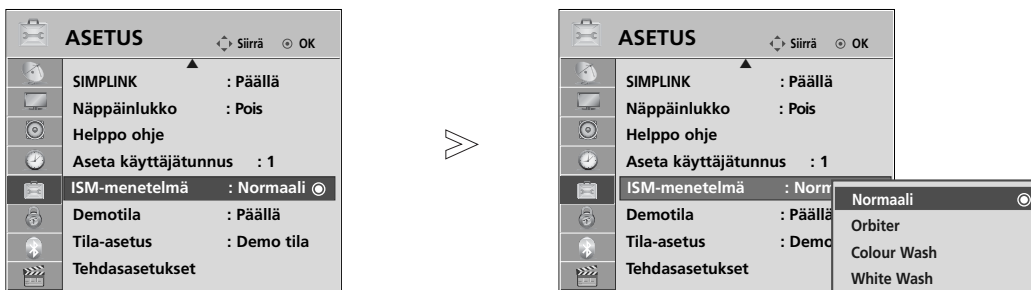 ASETUS Siirrä OK
SIMPLINK : Päällä
Näppäinlukko : Pois
Helppo ohje
Aseta käyttäjätunnus : 1
ISM-menetelmä : Normaali
Demotila : Päällä
Tila-asetus : Demo tila
Tehdasasetukset
ASETUS Siirrä OK
SIMPLINK : Päällä
Näppäinlukko : Pois
Helppo ohje
Aseta käyttäjätunnus : 1
ISM-menetelmä : Norm
Demotila : Päällä
Tila-asetus : Demo
Tehdasasetukset
Normaali
Orbiter
Colour Wash
White Wash